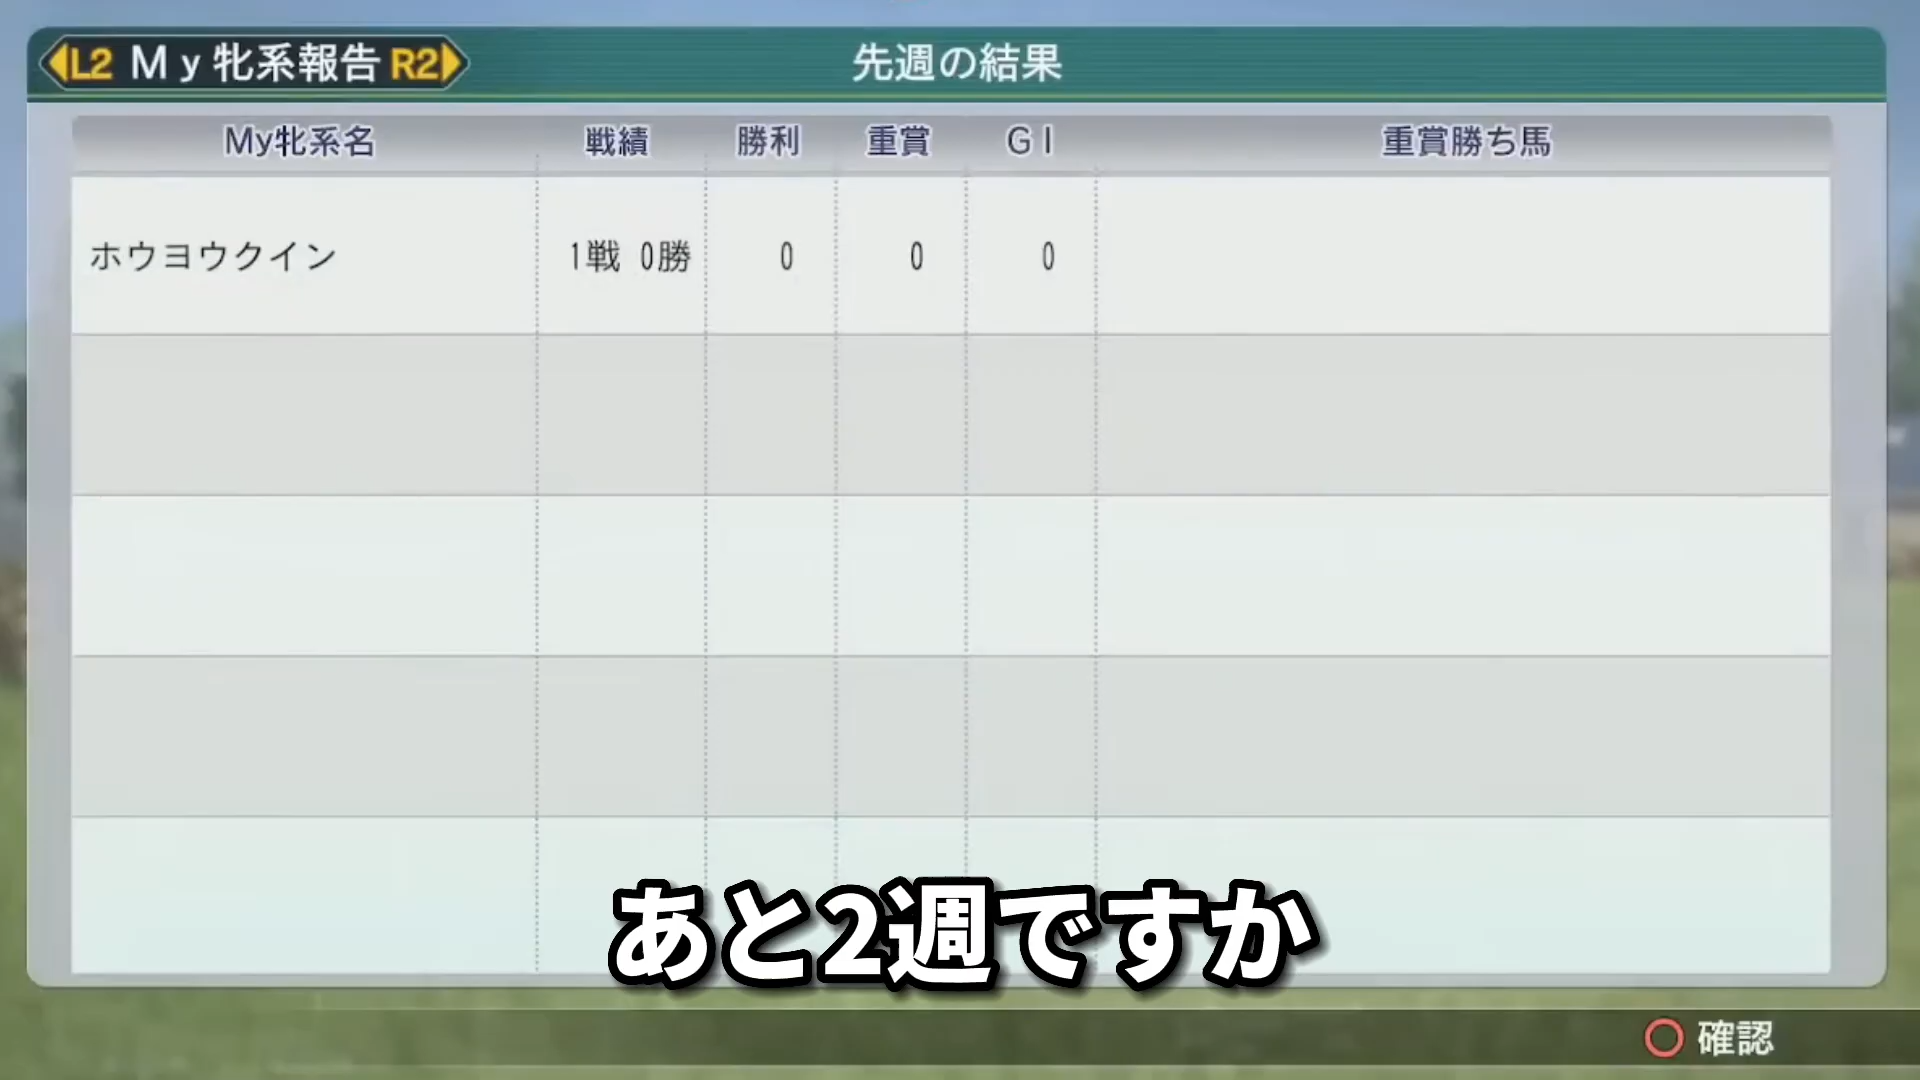 L2 My牝系報告 R2 先週の結果
My牝系名 戦績 勝利 重賞 GI 重賞勝ち馬
ホウヨウクイン 1戦 0勝 0 0 0
あと2週ですか
確認